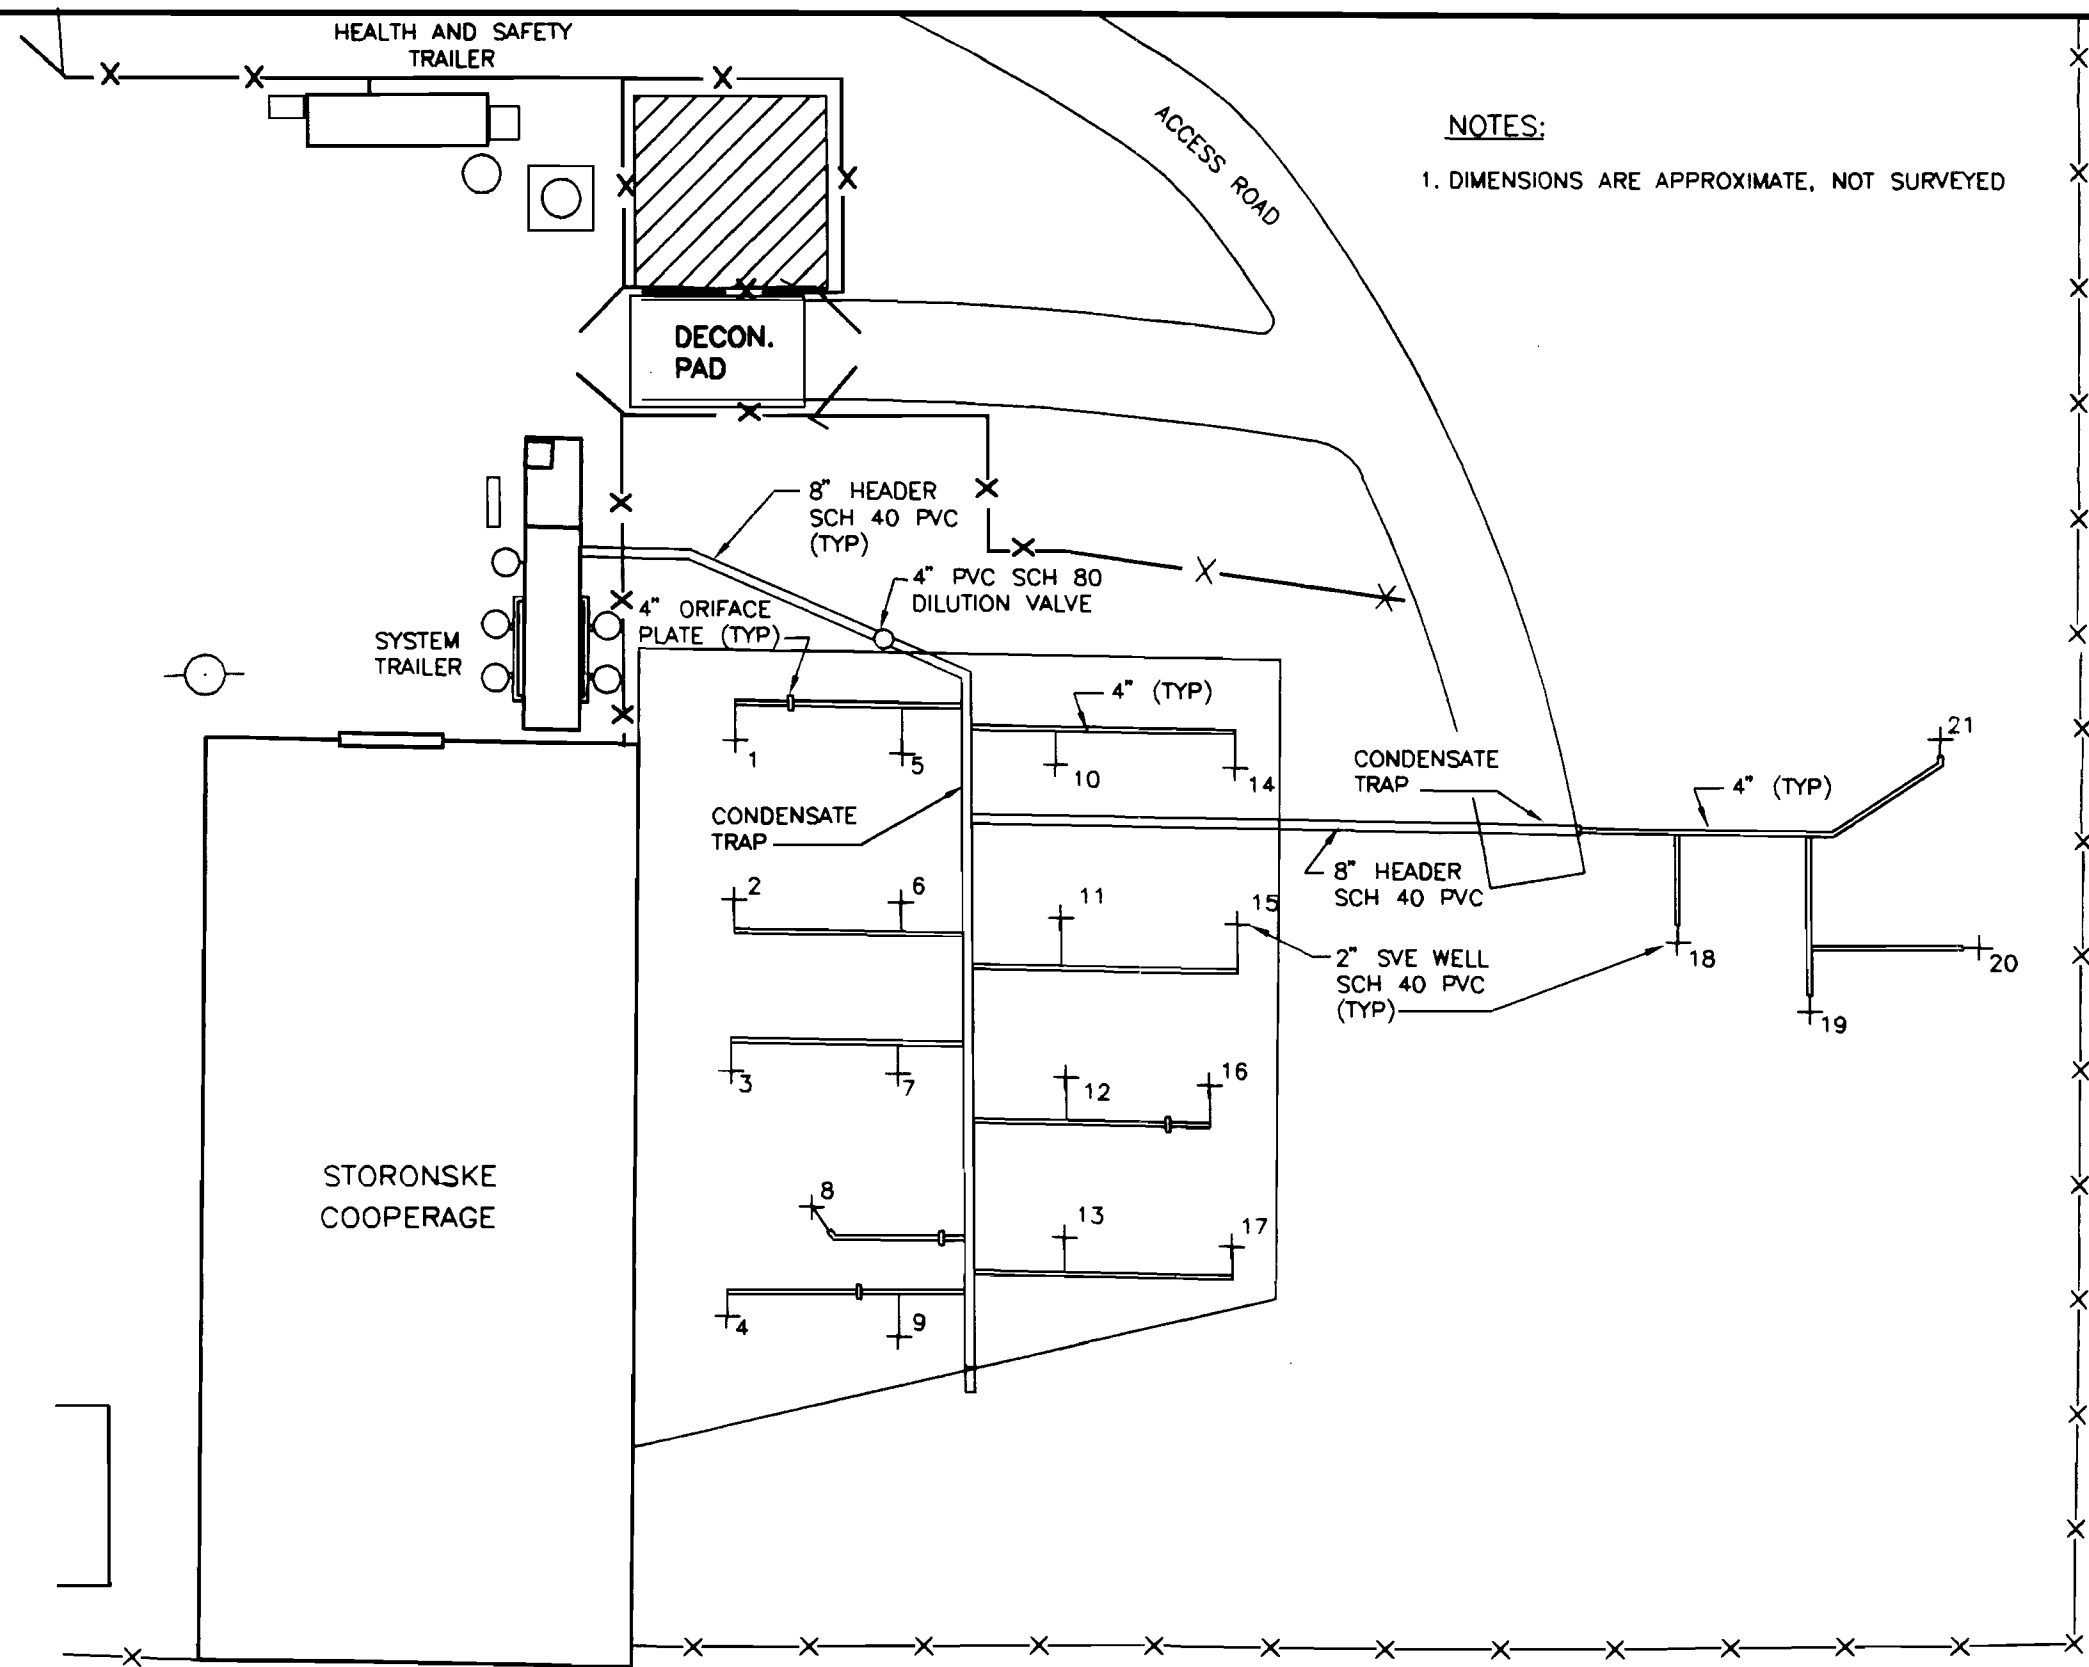 HEALTH AND SAFETY
TRAILER
ACCESS ROAD
NOTES:
1. DIMENSIONS ARE APPROXIMATE, NOT SURVEYED
DECON.
PAD
8" HEADER
SCH 40 PVC
(TYP)
4" PVC SCH 80
DILUTION VALVE
4" ORIFACE
PLATE (TYP)
SYSTEM
TRAILER
4" (TYP)
1
5
10
14
CONDENSATE
TRAP
CONDENSATE
TRAP
4" (TYP)
21
8" HEADER
SCH 40 PVC
2
6
11
15
2" SVE WELL
SCH 40 PVC
(TYP)
18
20
19
3
7
12
16
STORONSKE
COOPERAGE
8
13
17
4
9